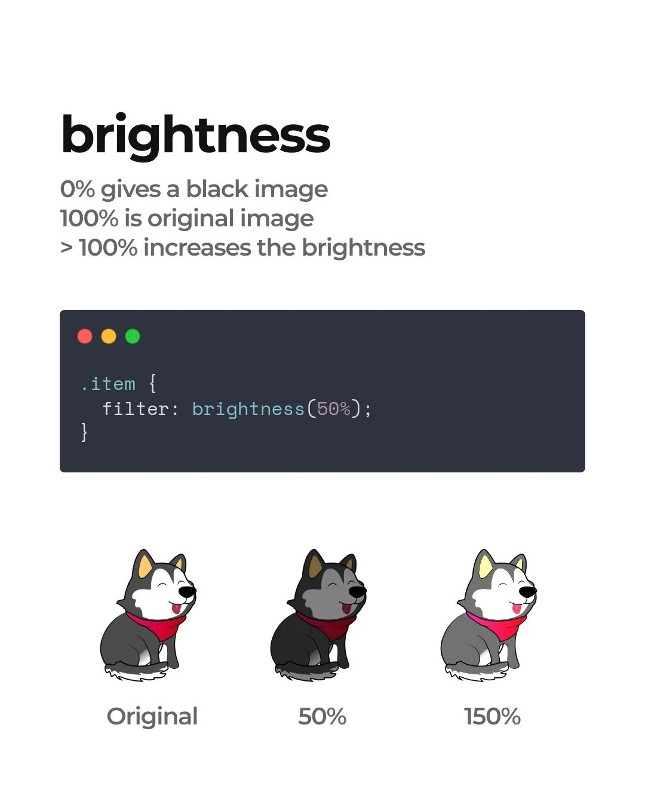 brightness
0% gives a black image
100% is original image
> 100% increases the brightness
.item {
  filter: brightness(50%);
}
Original
50%
150%